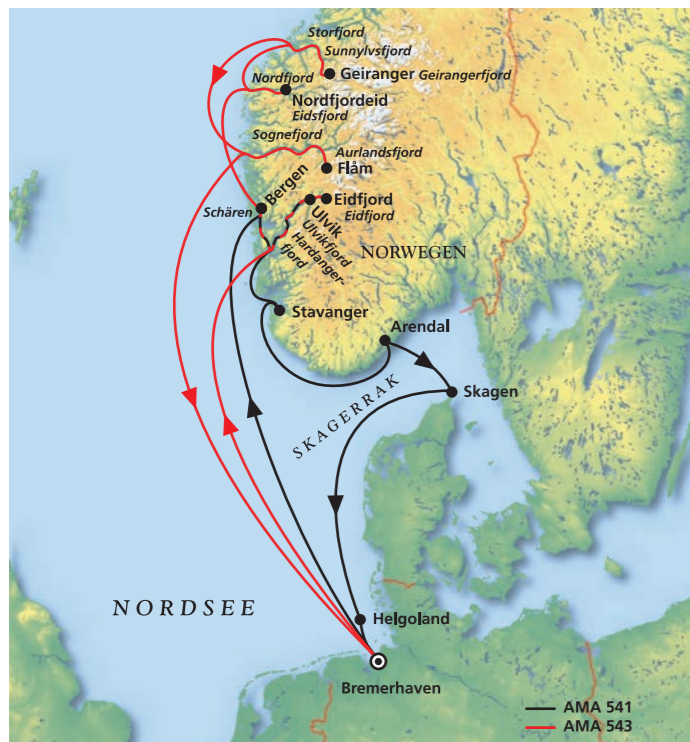 Storfjord
Sunnylvsfjord
Geiranger Geirangerfjord
Nordfjord
Nordfjordeid
Eidsfjord
Sognefjord
Aurlandsfjord
Flåm
Bergen
Schären
Ulvik
Eidfjord
Eidfjord
Ulvikfjord
Hardanger-
fjord
NORWEGEN
Stavanger
Arendal
SKAGERRAK
Skagen
NORDSEE
Helgoland
Bremerhaven
AMA 541
AMA 543